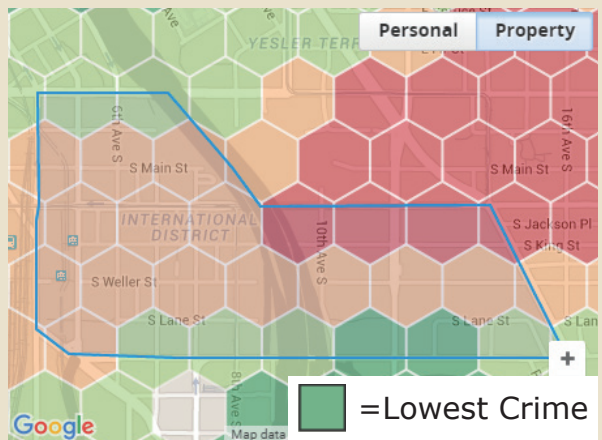 Personal Property
YESLER TERR
6th Ave S
16th Ave S
S Main St
S Main St
INTERNATIONAL
DISTRICT
10th Ave S
S Jackson Pl
S King St
S Weller St
S Lane St
S Lane St
S Lan
+
8th Ave S
=Lowest Crime
Google
Map data